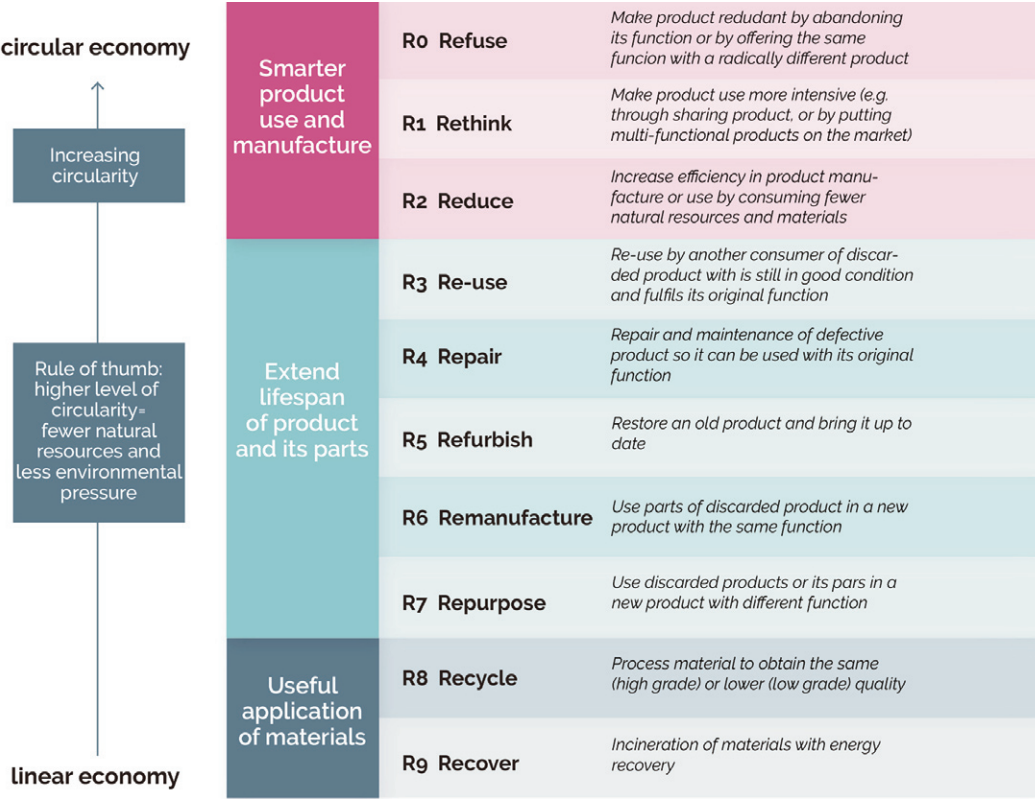 circular economy
Increasing
circularity
Rule of thumb:
higher level of
circularity=
fewer natural
resources and
less environmental
pressure
linear economy
Smarter
product
use and
manufacture
R0 Refuse
Make product redudant by abandoning
its function or by offering the same
funcion with a radically different product
R1 Rethink
Make product use more intensive (e.g.
through sharing product, or by putting
multi-functional products on the market)
R2 Reduce
Increase efficiency in product manu-
facture or use by consuming fewer
natural resources and materials
Extend
lifespan
of product
and its parts
R3 Re-use
Re-use by another consumer of discar-
ded product with is still in good condition
and fulfils its original function
R4 Repair
Repair and maintenance of defective
product so it can be used with its original
function
R5 Refurbish
Restore an old product and bring it up to
date
R6 Remanufacture
Use parts of discarded product in a new
product with the same function
R7 Repurpose
Use discarded products or its pars in a
new product with different function
Useful
application
of materials
R8 Recycle
Process material to obtain the same
(high grade) or lower (low grade) quality
R9 Recover
Incineration of materials with energy
recovery